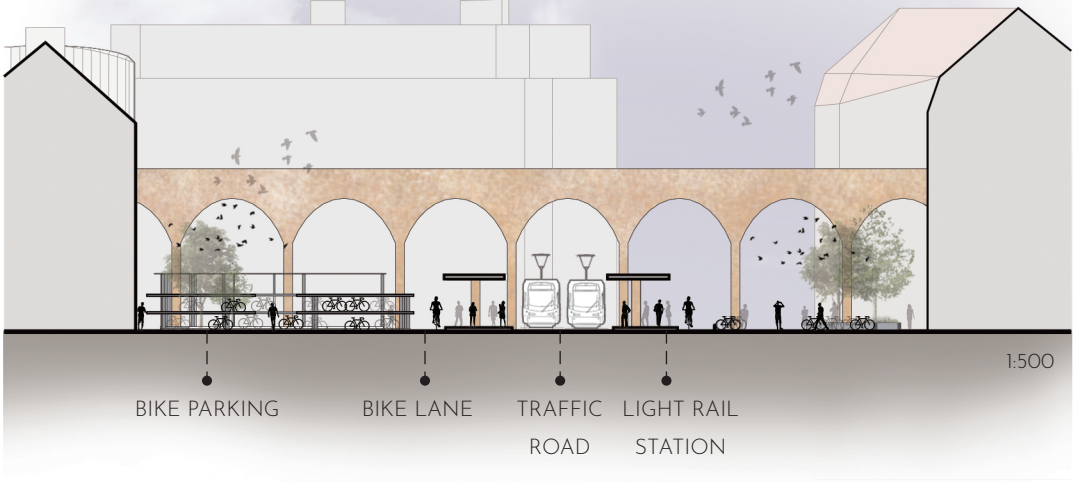 1:500
BIKE PARKING
BIKE LANE
TRAFFIC
ROAD
LIGHT RAIL
STATION